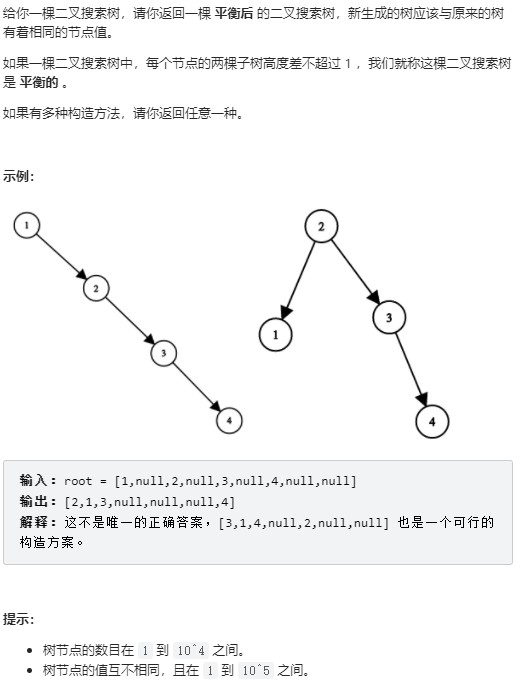 给你一棵二叉搜索树，请你返回一棵 平衡后 的二叉搜索树，新生成的树应该与原来的树
有着相同的节点值。
如果一棵二叉搜索树中，每个节点的两棵子树高度差不超过 1 ，我们就称这棵二叉搜索树
是 平衡的 。
如果有多种构造方法，请你返回任意一种。
示例：
1
2
3
4
2
1
3
4
输入：root = [1,null,2,null,3,null,4,null,null]
输出：[2,1,3,null,null,null,4]
解释：这不是唯一的正确答案，[3,1,4,null,2,null,null] 也是一个可行的
构造方案。
提示：
• 树节点的数目在 1 到 10^4 之间。
• 树节点的值互不相同，且在 1 到 10^5 之间。